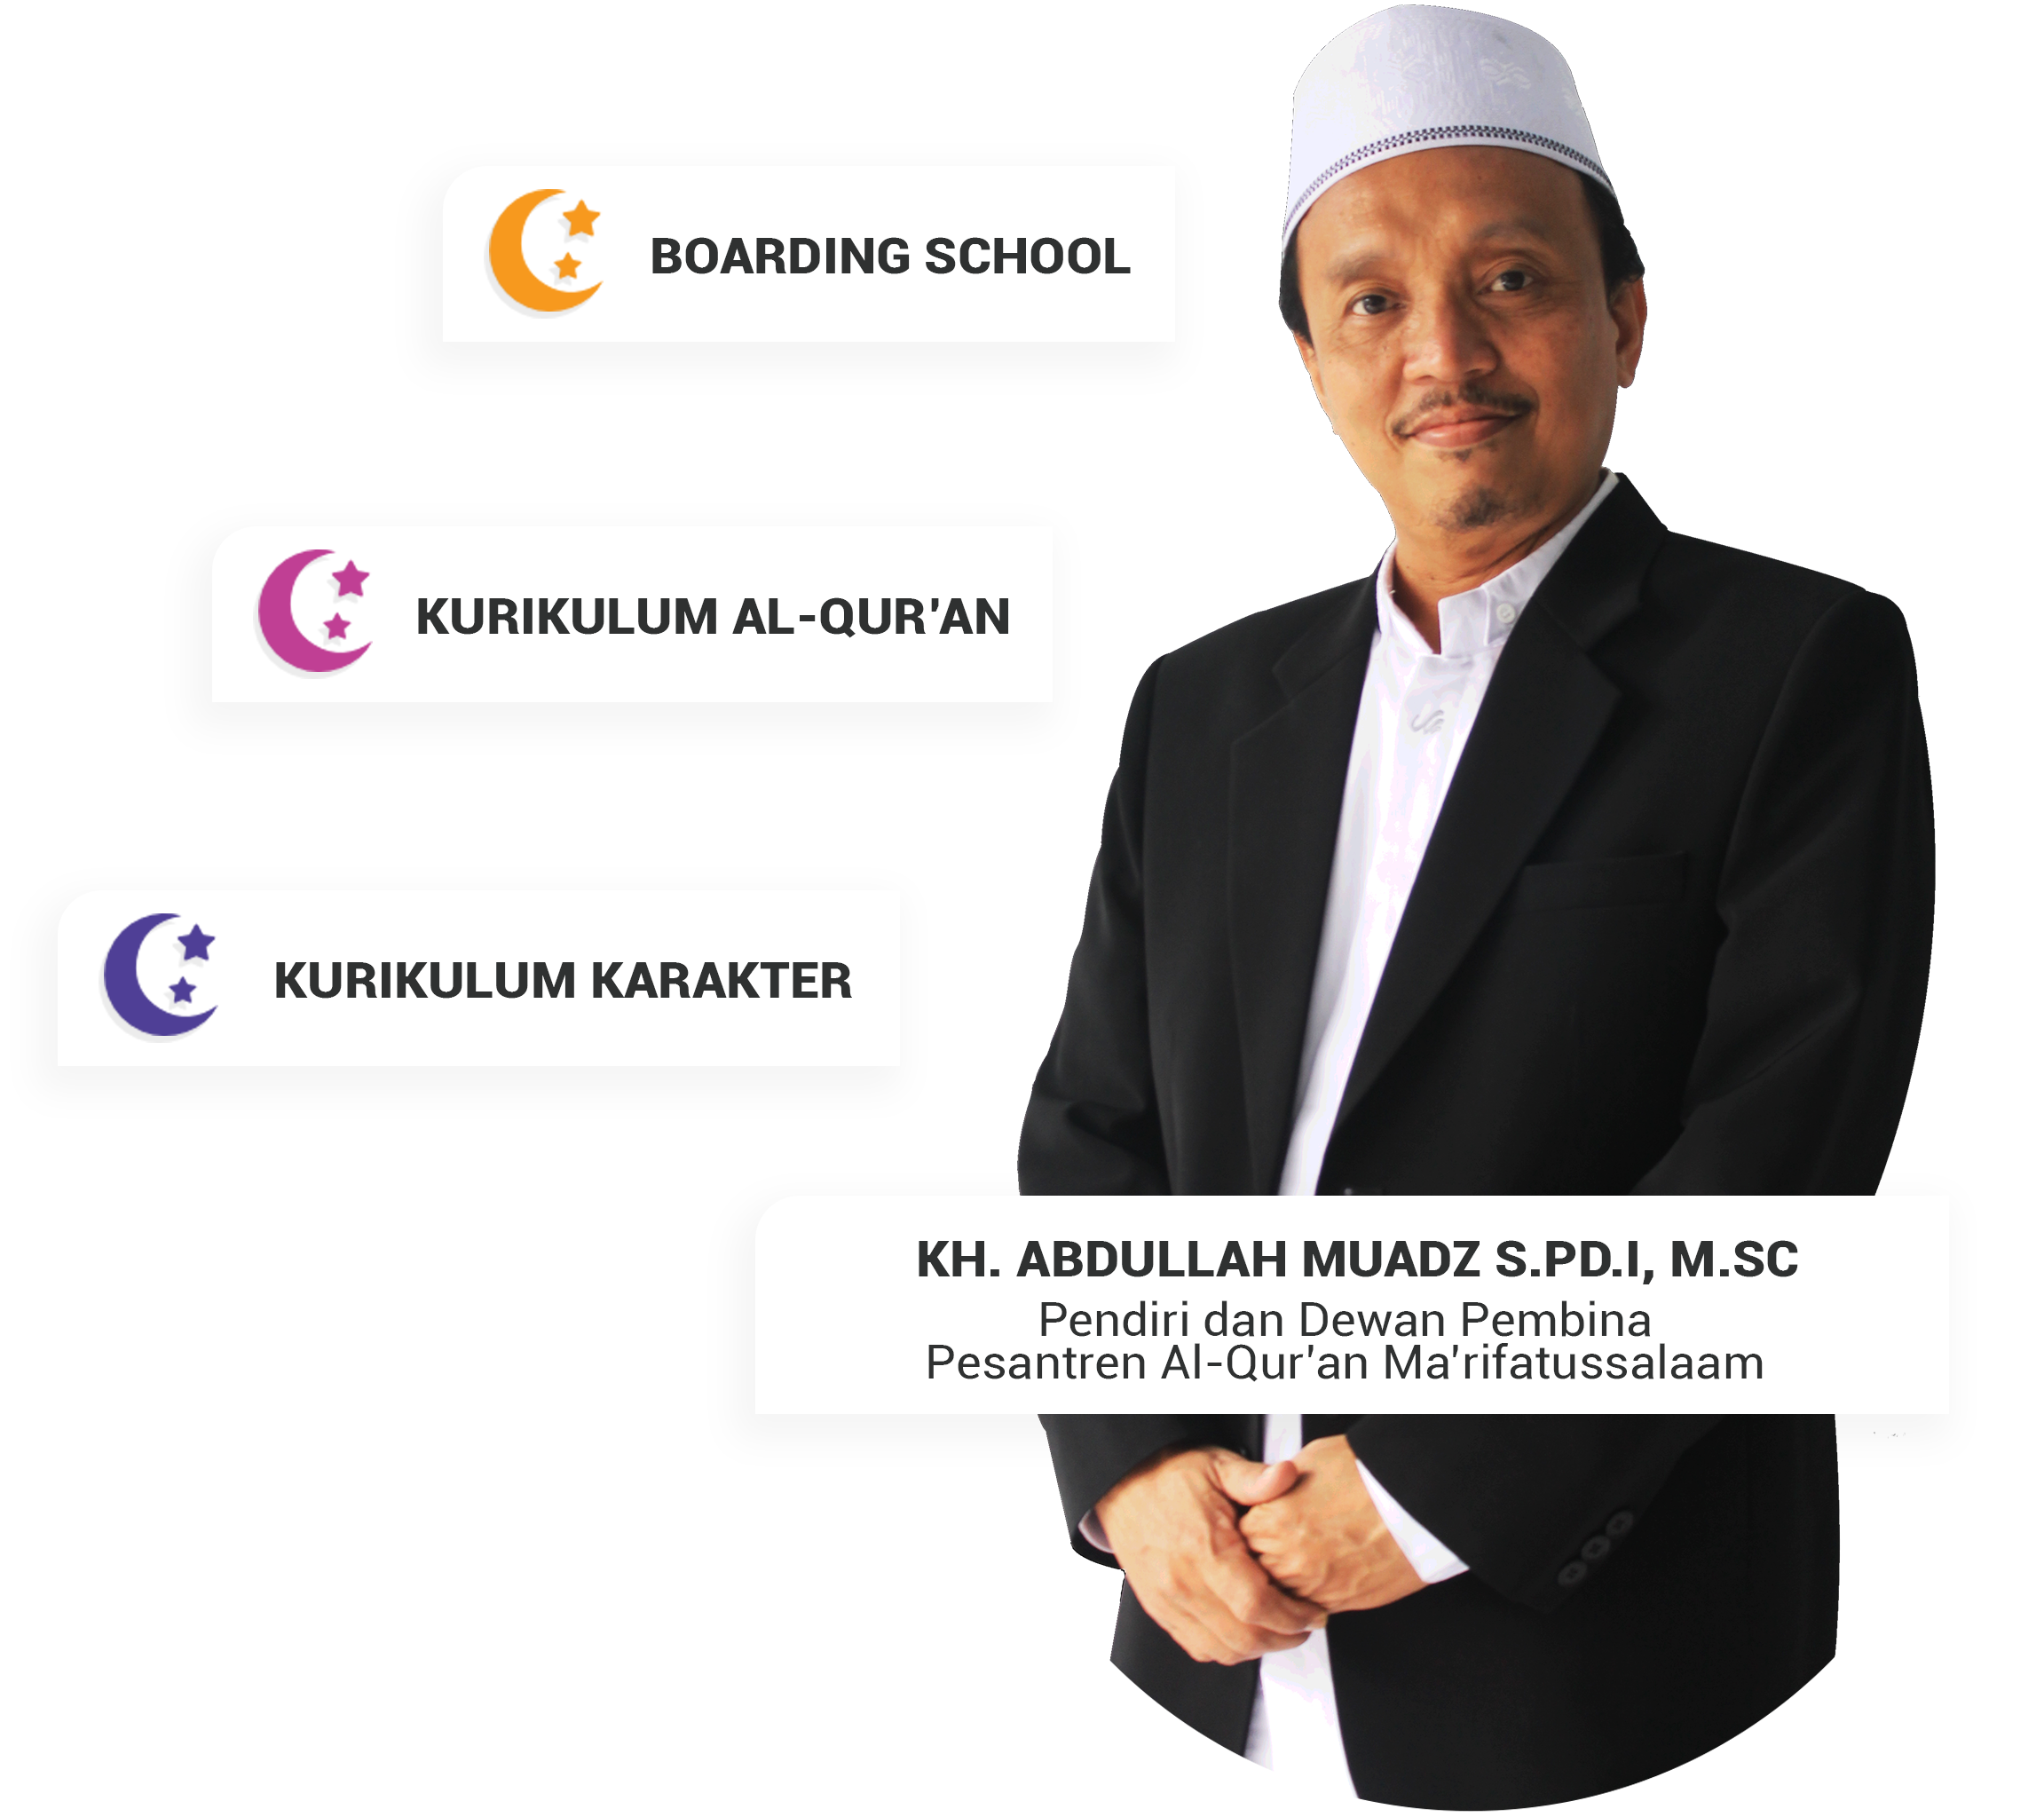 BOARDING SCHOOL
KURIKULUM AL-QUR'AN
KURIKULUM KARAKTER
KH. ABDULLAH MUADZ S.PD.I, M.SC
Pendiri dan Dewan Pembina
Pesantren Al-Qur'an Ma'rifatussalaam